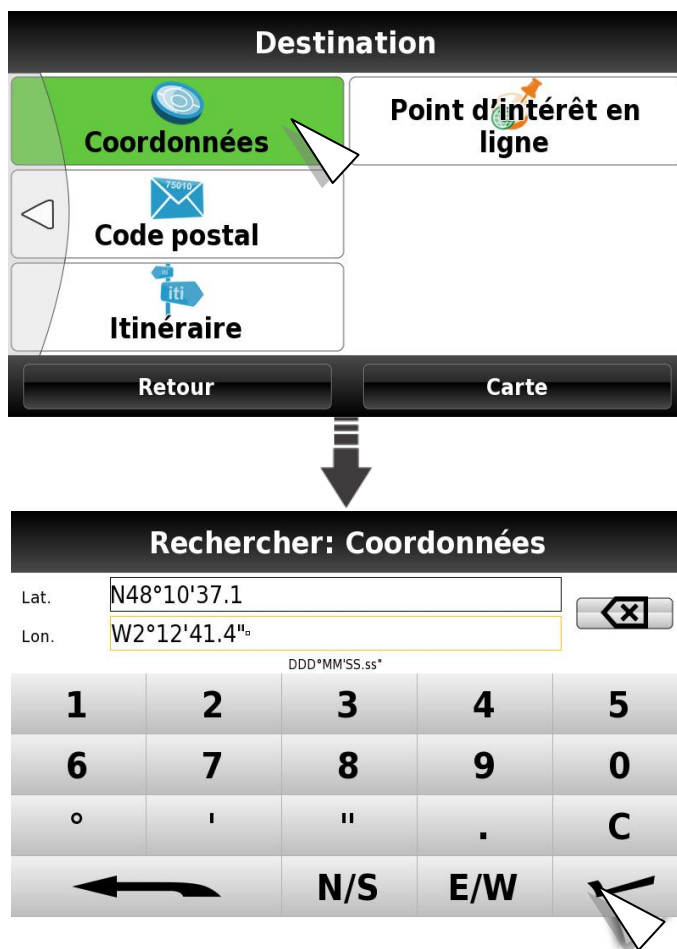 Destination
Coordonnées
Point d'intérêt en
ligne
75010
Code postal
iti
Itinéraire
Retour
Carte
Rechercher: Coordonnées
Lat.
N48°10'37.1
Lon.
W2°12'41.4"
DDD°MM'SS.ss"
1 2 3 4 5
6 7 8 9 0
° ' " . C
N/S E/W